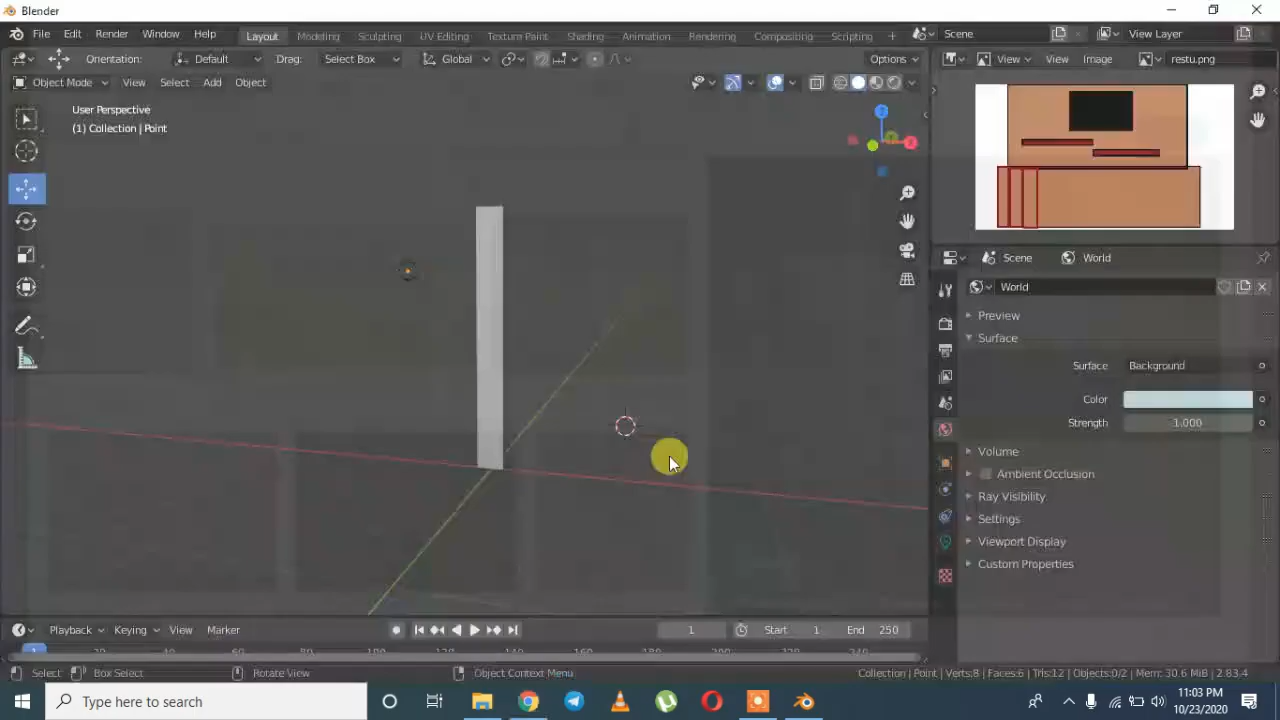 Blender
File Edit Render Window Help Layout Modeling Sculpting UV Editing Texture Paint Shading Animation Rendering Compositing Scripting + Scene View Layer
Orientation: Default Drag: Select Box Global Options View View Image restu.png
Object Mode View Select Add Object
User Perspective
(1) Collection | Point
Z
Scene World
World
Preview
Surface
Surface Background
Color
Strength 1.000
Volume
Ambient Occlusion
Ray Visibility
Settings
Viewport Display
Custom Properties
Playback Keying View Marker 1 Start 1 End 250
Select Box Select Rotate View Object Context Menu Collection | Point | Verts:8 | Faces:6 | Tris:12 | Objects:0/2 | Mem: 30.6 MiB | 2.83.4
Type here to search
11:03 PM
10/23/2020